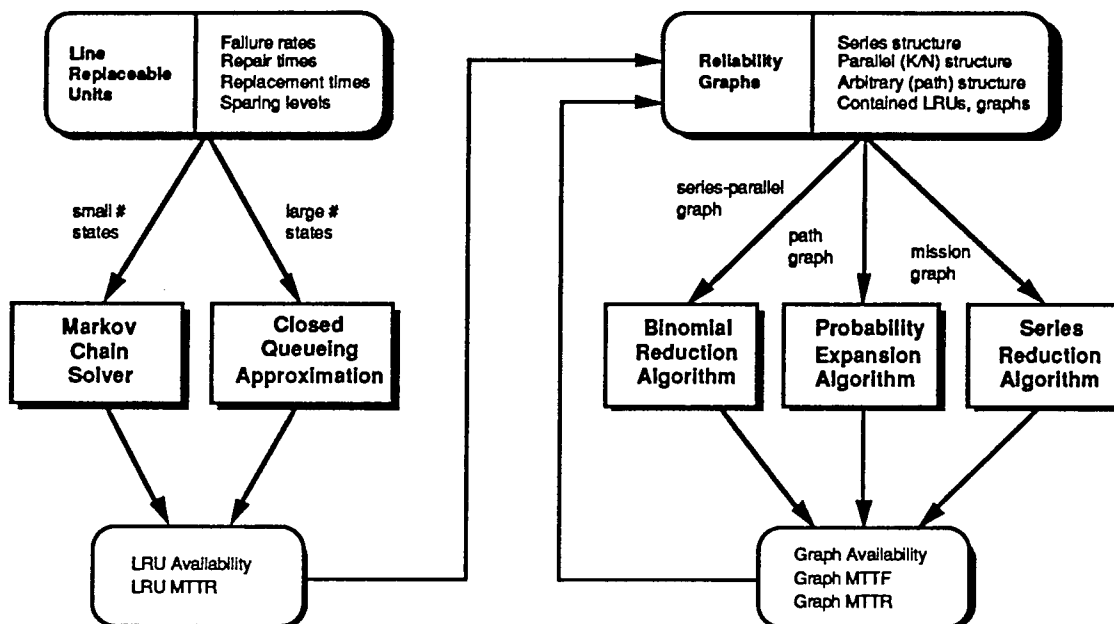 Line
Replaceable
Units
Failure rates
Repair times
Replacement times
Sparing levels
Reliability
Graphs
Series structure
Parallel (K/N) structure
Arbitrary (path) structure
Contained LRUs, graphs
small #
states
large #
states
series-parallel
graph
path
graph
mission
graph
Markov
Chain
Solver
Closed
Queueing
Approximation
Binomial
Reduction
Algorithm
Probability
Expansion
Algorithm
Series
Reduction
Algorithm
LRU Availability
LRU MTTR
Graph Availability
Graph MTTF
Graph MTTR